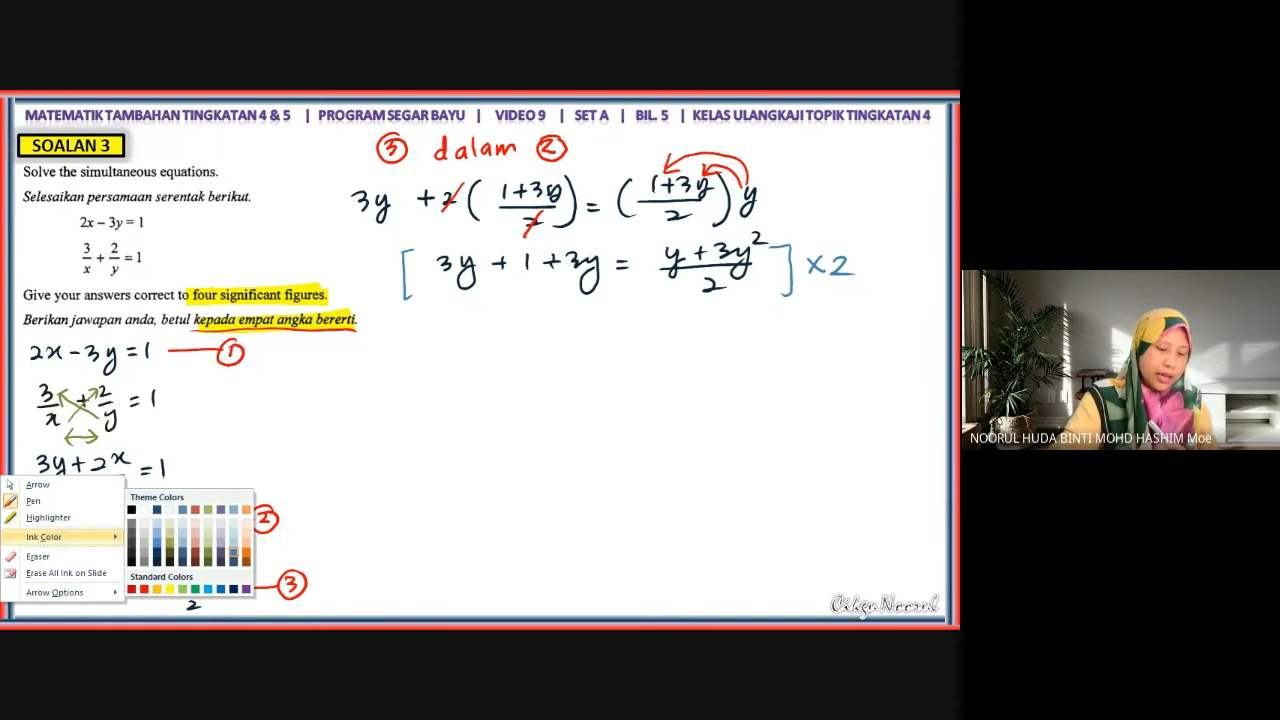 MATEMATIK TAMBAHAN TINGKATAN 4 & 5 | PROGRAM SEGAR BAYU | VIDEO 9 | SET A | BIL. 5 | KELAS ULANGKAJI TOPIK TINGKATAN 4
SOALAN 3
Solve the simultaneous equations.
Selesaikan persamaan serentak berikut.
2x – 3y = 1
3/x + 2/y = 1
Give your answers correct to four significant figures.
Berikan jawapan anda, betul kepada empat angka bererti.
2x - 3y = 1 — ①
3/x + 2/y = 1
3y + 2x = 1
②
③
2
③ dalam ②
3y + 2((1+3y)/2) = ((1+3y)/2)y
[3y + 1 + 3y = (y + 3y²)/2] × 2
Arrow
Pen
Highlighter
Ink Color
Eraser
Erase All Ink on Slide
Arrow Options
Theme Colors
Standard Colors
Cikgu Noorul
NOORUL HUDA BINTI MOHD HASHIM Moe